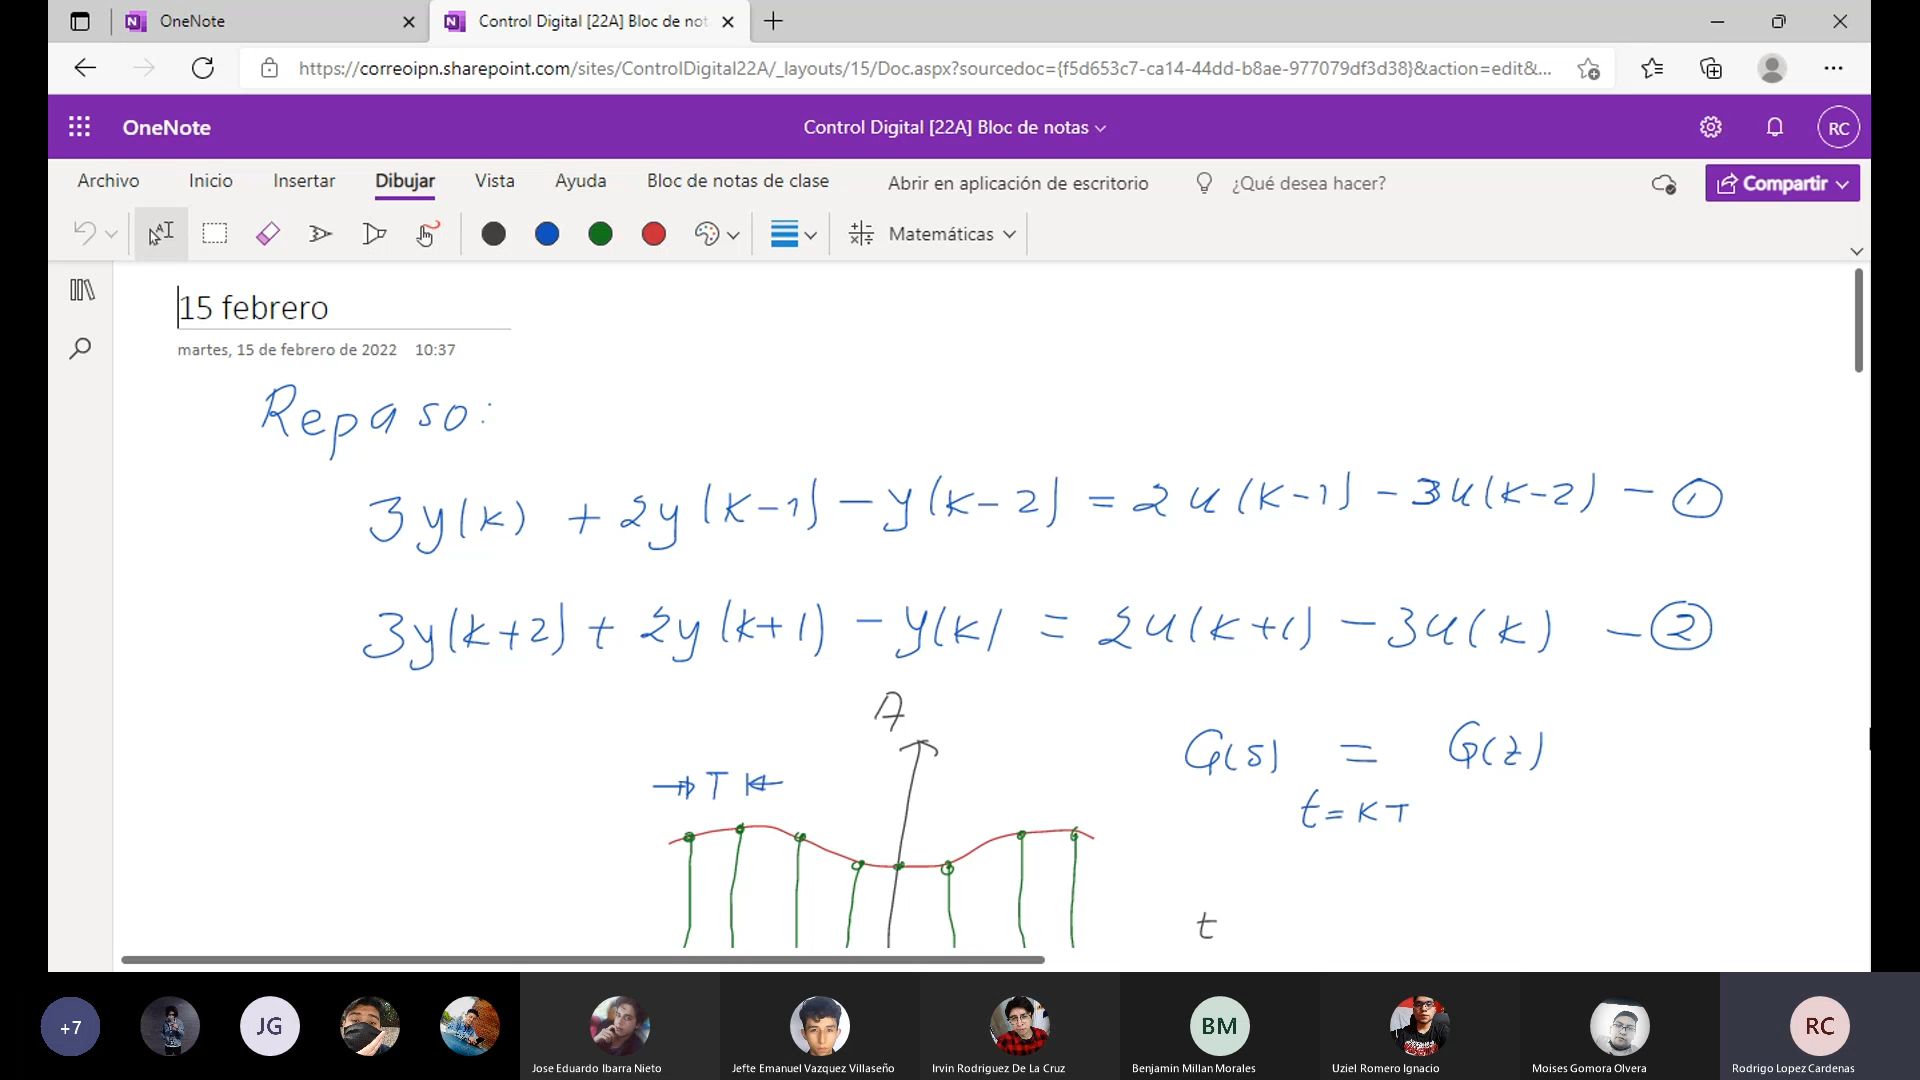 OneNote
Control Digital [22A] Bloc de not
https://correoipn.sharepoint.com/sites/ControlDigital22A/_layouts/15/Doc.aspx?sourcedoc={f5d653c7-ca14-44dd-b8ae-977079df3d38}&action=edit&...
OneNote
Control Digital [22A] Bloc de notas
RC
Archivo Inicio Insertar Dibujar Vista Ayuda Bloc de notas de clase Abrir en aplicación de escritorio ¿Qué desea hacer? Compartir
Matemáticas
15 febrero
martes, 15 de febrero de 2022 10:37
Repaso:
3y(k) + 2y(k-1) - y(k-2) = 2u(k-1) - 3u(k-2) - ①
3y(k+2) + 2y(k+1) - y(k) = 2u(k+1) - 3u(k) - ②
A
G(s) = G(z)
t=kT
T
t
+7
JG
BM
RC
Jose Eduardo Ibarra Nieto
Jefte Emanuel Vazquez Villaseño
Irvin Rodriguez De La Cruz
Benjamin Millan Morales
Uziel Romero Ignacio
Moises Gomora Olvera
Rodrigo Lopez Cardenas